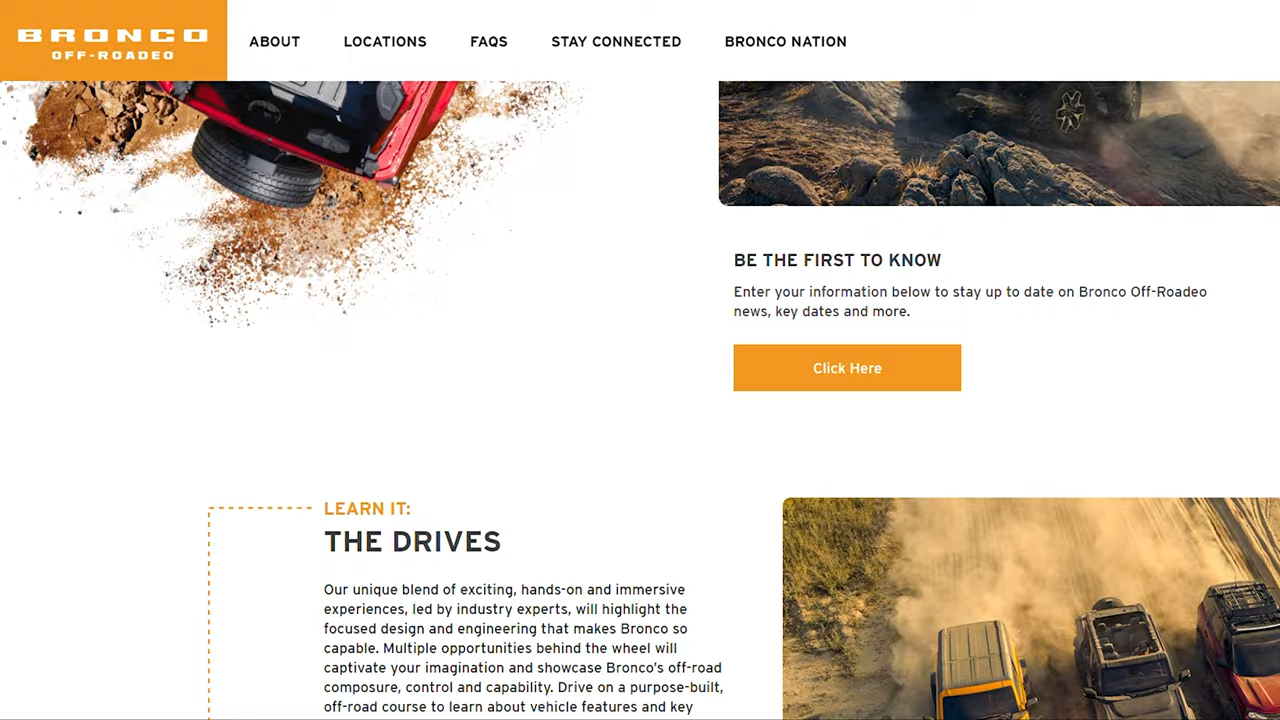 BRONCO
OFF-ROADEO
ABOUT
LOCATIONS
FAQS
STAY CONNECTED
BRONCO NATION
BE THE FIRST TO KNOW
Enter your information below to stay up to date on Bronco Off-Roadeo
news, key dates and more.
Click Here
LEARN IT:
THE DRIVES
Our unique blend of exciting, hands-on and immersive
experiences, led by industry experts, will highlight the
focused design and engineering that makes Bronco so
capable. Multiple opportunities behind the wheel will
captivate your imagination and showcase Bronco's off-road
composure, control and capability. Drive on a purpose-built,
off-road course to learn about vehicle features and key